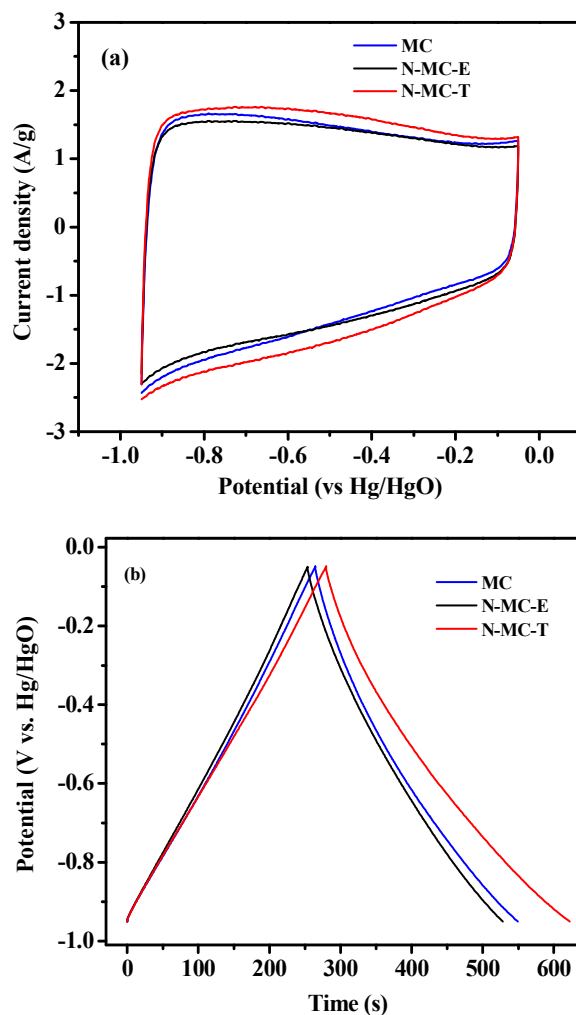 (a)
MC
N-MC-E
N-MC-T
3
2
1
0
-1
-2
-3
Current density (A/g)
-1.0 -0.8 -0.6 -0.4 -0.2 0.0
Potential (vs Hg/HgO)
(b)
MC
N-MC-E
N-MC-T
0.0
-0.2
-0.4
-0.6
-0.8
-1.0
Potential (V vs. Hg/HgO)
0 100 200 300 400 500 600
Time (s)